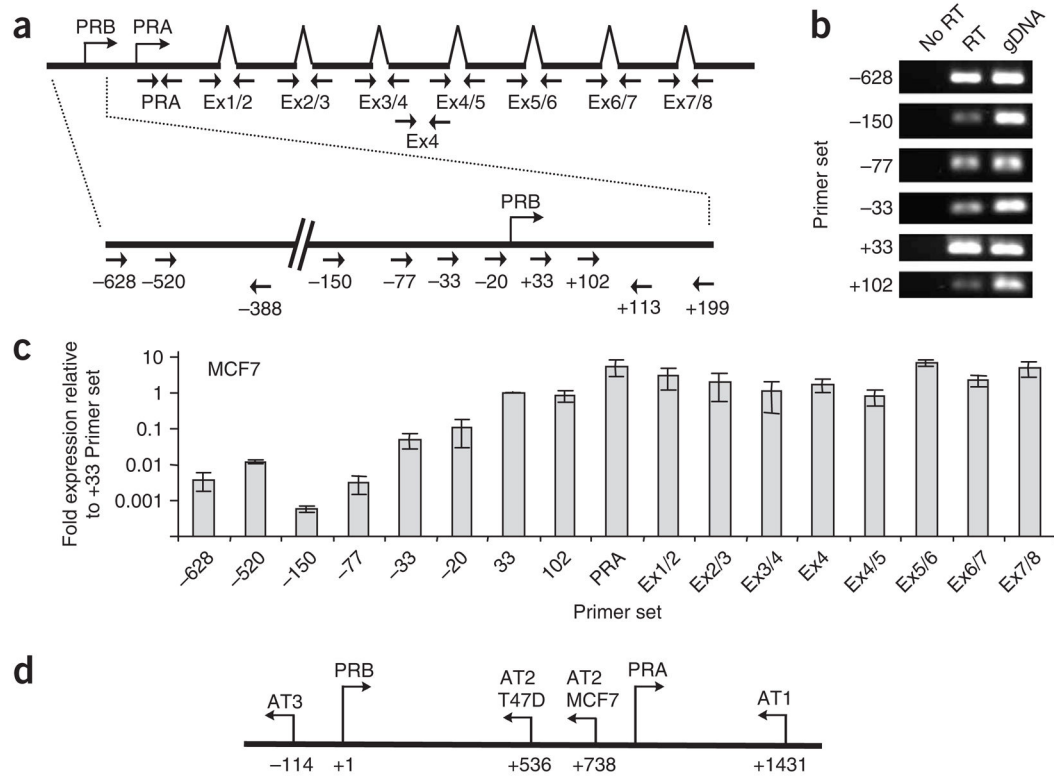 a
PRB PRA
PRA Ex1/2 Ex2/3 Ex3/4 Ex4/5 Ex5/6 Ex6/7 Ex7/8
Ex4
PRB
−628 −520 −150 −77 −33 −20 +33 +102
−388 +113 +199
b
No RT RT gDNA
Primer set
−628
−150
−77
−33
+33
+102
c
MCF7
Fold expression relative
to +33 Primer set
10
1
0.1
0.01
0.001
−628 −520 −150 −77 −33 −20 33 102 PRA Ex1/2 Ex2/3 Ex3/4 Ex4 Ex4/5 Ex5/6 Ex6/7 Ex7/8
Primer set
d
AT3 PRB AT2 T47D AT2 MCF7 PRA AT1
−114 +1 +536 +738 +1431